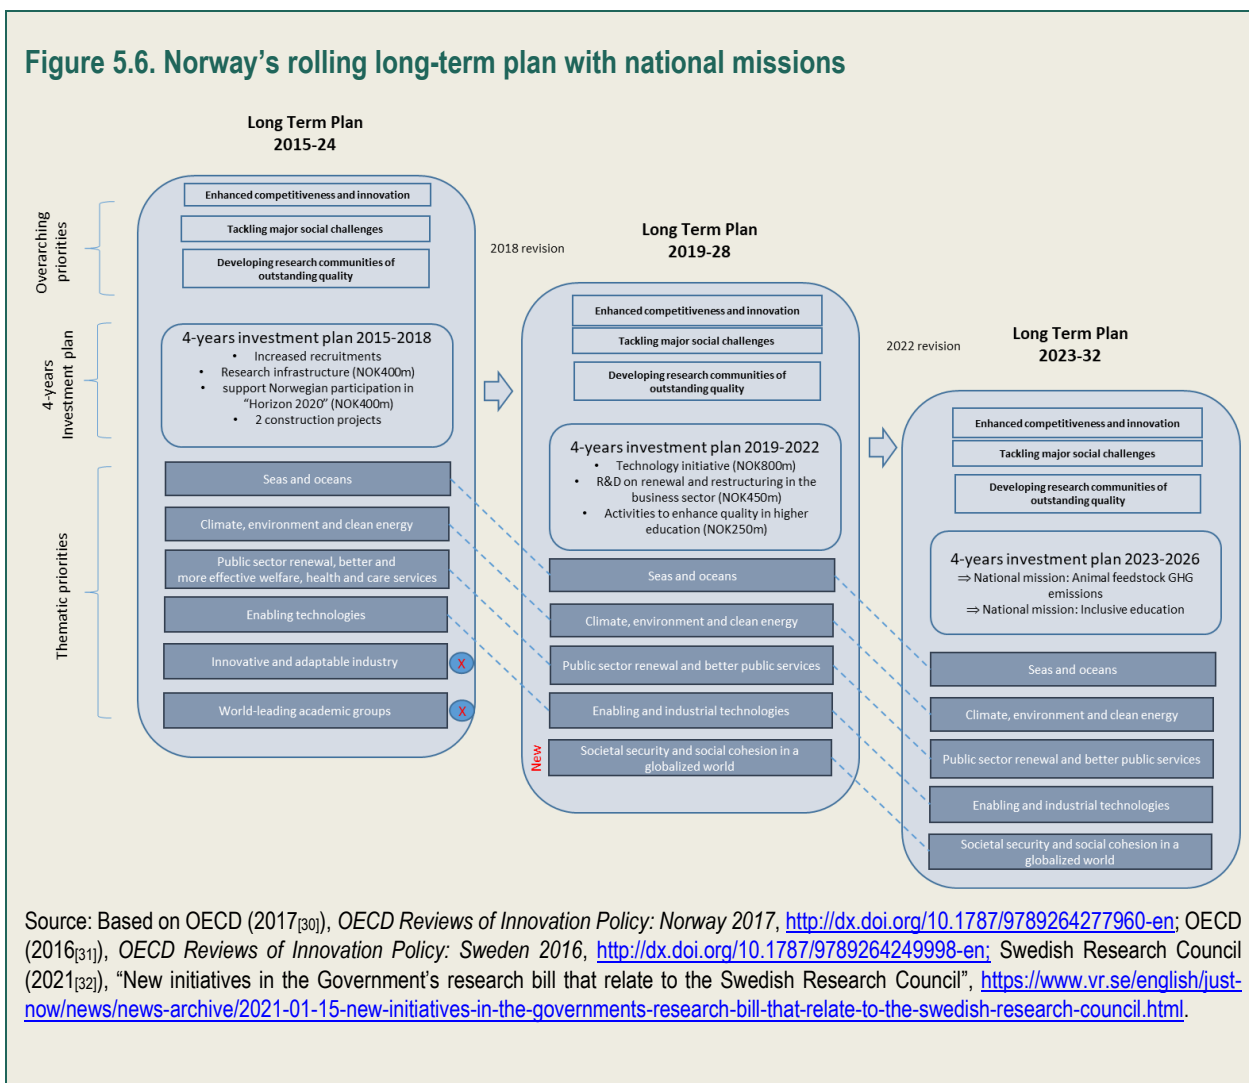 Figure 5.6. Norway’s rolling long-term plan with national missions
Long Term Plan
2015-24
Overarching
priorities
Enhanced competitiveness and innovation
Tackling major social challenges
Developing research communities of
outstanding quality
4-years
Investment plan
4-years investment plan 2015-2018
• Increased recruitments
• Research infrastructure (NOK400m)
• support Norwegian participation in
“Horizon 2020” (NOK400m)
• 2 construction projects
Thematic priorities
Seas and oceans
Climate, environment and clean energy
Public sector renewal, better and
more effective welfare, health and care services
Enabling technologies
Innovative and adaptable industry
X
World-leading academic groups
X
2018 revision
Long Term Plan
2019-28
Enhanced competitiveness and innovation
Tackling major social challenges
Developing research communities of
outstanding quality
4-years investment plan 2019-2022
• Technology initiative (NOK800m)
• R&D on renewal and restructuring in the
business sector (NOK450m)
• Activities to enhance quality in higher
education (NOK250m)
Seas and oceans
Climate, environment and clean energy
Public sector renewal and better public services
Enabling and industrial technologies
New
Societal security and social cohesion in a
globalized world
2022 revision
Long Term Plan
2023-32
Enhanced competitiveness and innovation
Tackling major social challenges
Developing research communities of
outstanding quality
4-years investment plan 2023-2026
⇒ National mission: Animal feedstock GHG
emissions
⇒ National mission: Inclusive education
Seas and oceans
Climate, environment and clean energy
Public sector renewal and better public services
Enabling and industrial technologies
Societal security and social cohesion in a
globalized world
Source: Based on OECD (2017[30]), OECD Reviews of Innovation Policy: Norway 2017, http://dx.doi.org/10.1787/9789264277960-en; OECD
(2016[31]), OECD Reviews of Innovation Policy: Sweden 2016, http://dx.doi.org/10.1787/9789264249998-en; Swedish Research Council
(2021[32]), “New initiatives in the Government’s research bill that relate to the Swedish Research Council”, https://www.vr.se/english/just-
now/news/news-archive/2021-01-15-new-initiatives-in-the-governments-research-bill-that-relate-to-the-swedish-research-council.html.